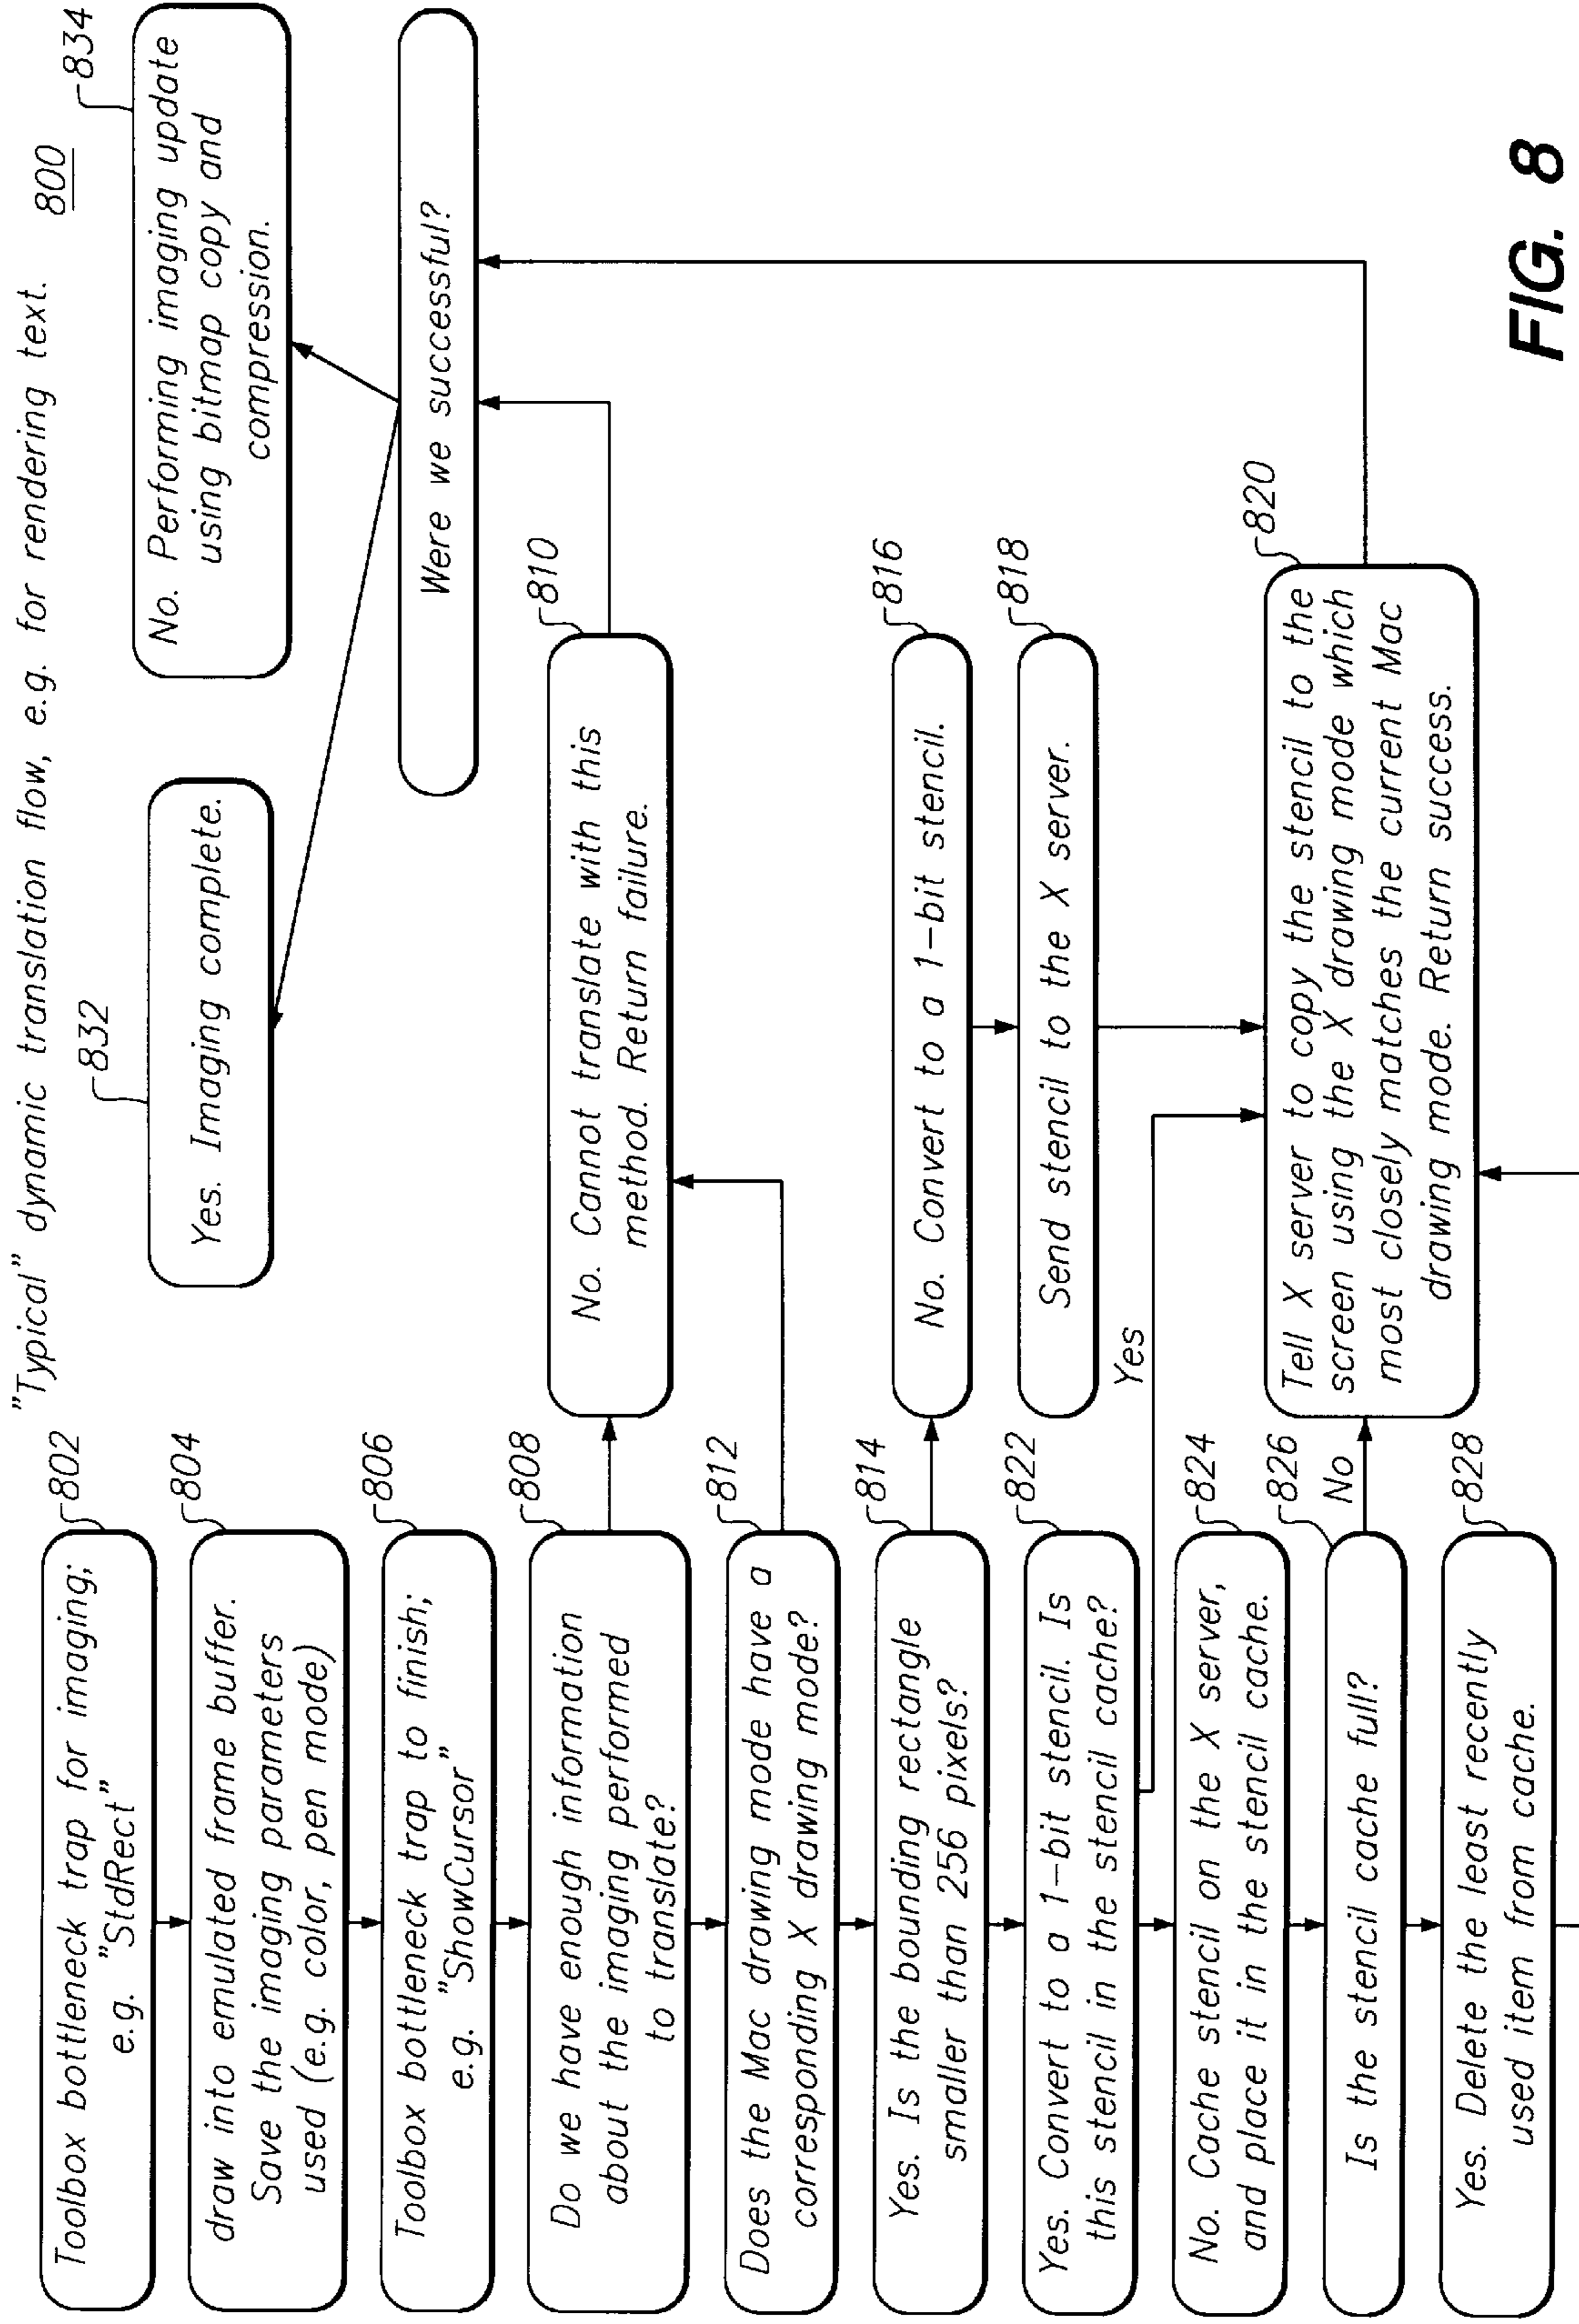 "Typical" dynamic translation flow, e.g. for rendering text.
800
802
Toolbox bottleneck trap for imaging;
e.g. "StdRect"
804
draw into emulated frame buffer.
Save the imaging parameters
used (e.g. color, pen mode)
806
Toolbox bottleneck trap to finish;
e.g. "ShowCursor"
808
Do we have enough information
about the imaging performed
to translate?
810
No. Cannot translate with this
method. Return failure.
812
Does the Mac drawing mode have a
corresponding X drawing mode?
814
Yes. Is the bounding rectangle
smaller than 256 pixels?
816
No. Convert to a 1-bit stencil.
818
Send stencil to the X server.
822
Yes. Convert to a 1-bit stencil. Is
this stencil in the stencil cache?
Yes
824
No. Cache stencil on the X server,
and place it in the stencil cache.
826
Is the stencil cache full?
No
820
Tell X server to copy the stencil to the
screen using the X drawing mode which
most closely matches the current Mac
drawing mode. Return success.
828
Yes. Delete the least recently
used item from cache.
Were we successful?
832
Yes. Imaging complete.
834
No. Performing imaging update
using bitmap copy and
compression.
FIG. 8